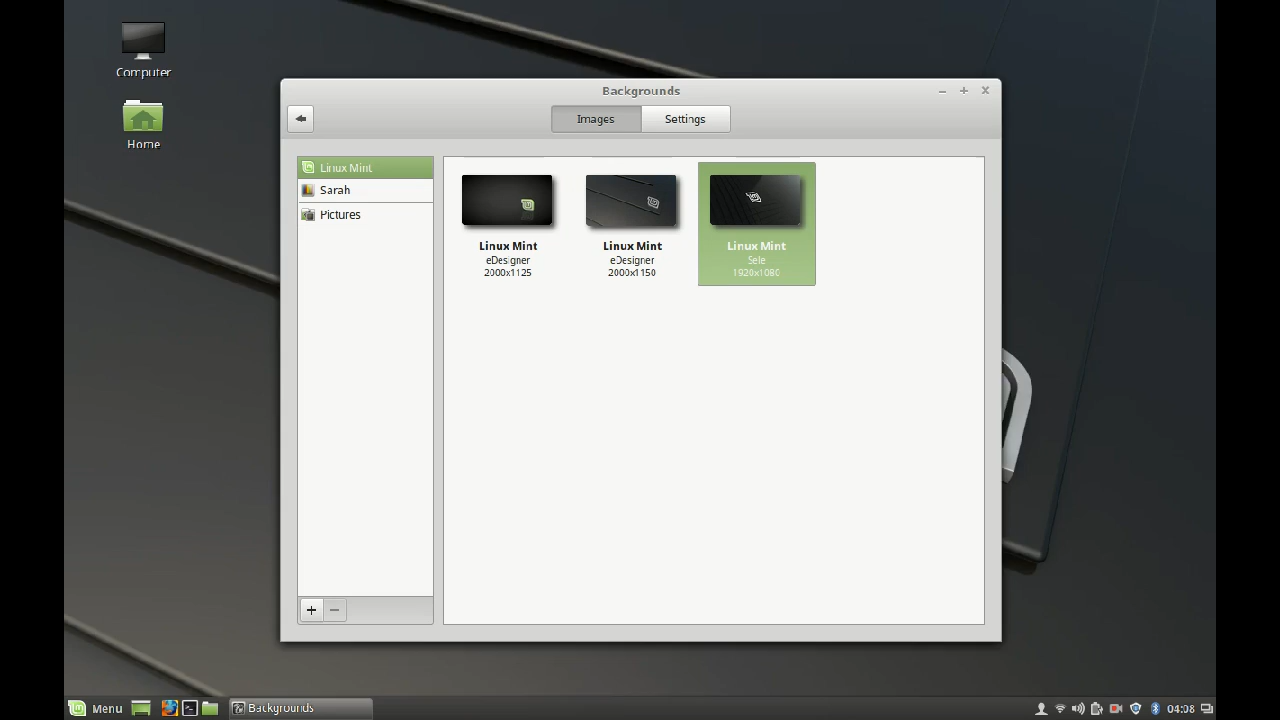 Computer
Home
Backgrounds
Images
Settings
Linux Mint
Sarah
Pictures
Linux Mint
eDesigner
2000x1125
Linux Mint
eDesigner
2000x1150
Linux Mint
Sele
1920x1080
Menu
Backgrounds
04:08